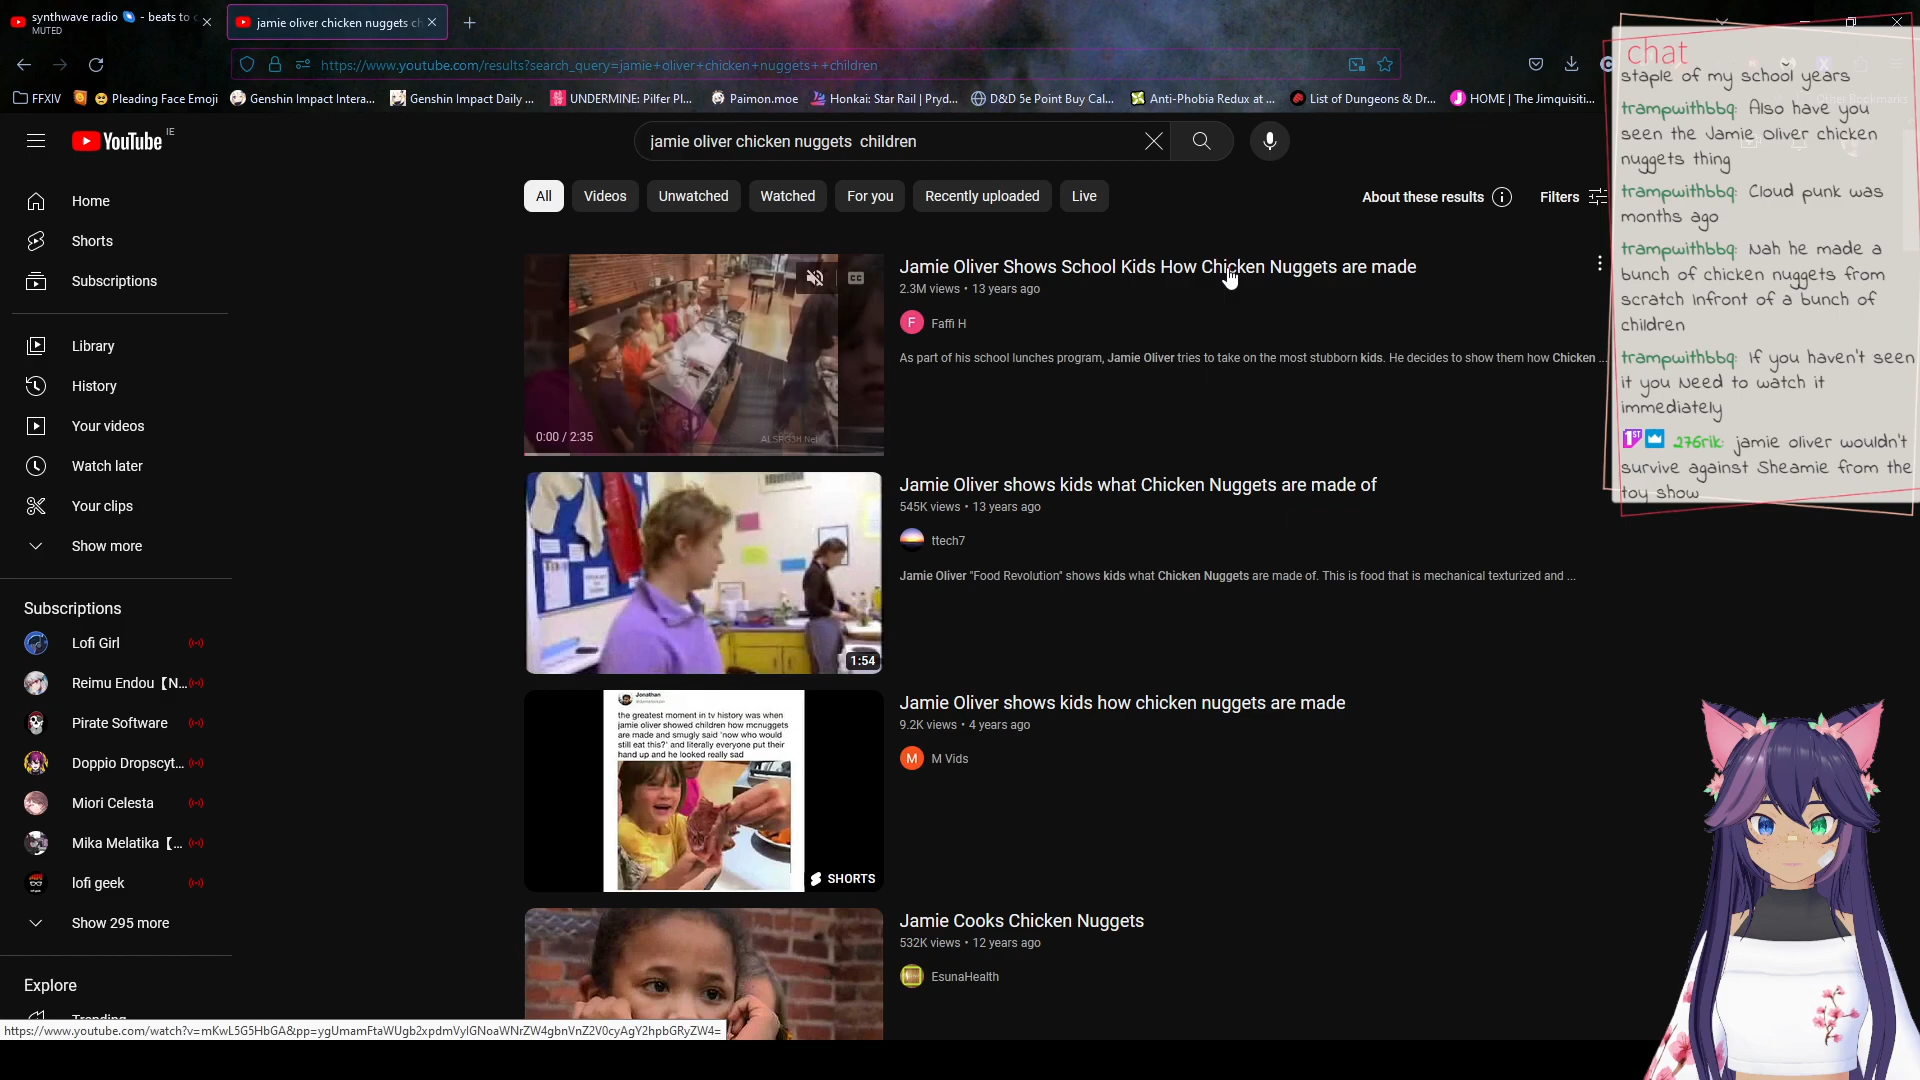 synthwave radio - beats to
MUTED
jamie oliver chicken nuggets ch
https://www.youtube.com/results?search_query=jamie+oliver+chicken+nuggets++children
FFXIV
Pleading Face Emoji
Genshin Impact Intera...
Genshin Impact Daily ...
UNDERMINE: Pilfer Pl...
Paimon.moe
Honkai: Star Rail | Pryd...
D&D 5e Point Buy Cal...
Anti-Phobia Redux at ...
List of Dungeons & Dr...
HOME | The Jimquisiti...
YouTube IE
jamie oliver chicken nuggets  children
All
Videos
Unwatched
Watched
For you
Recently uploaded
Live
About these results
Filters
Home
Shorts
Subscriptions
Library
History
Your videos
Watch later
Your clips
Show more
Subscriptions
Lofi Girl
Reimu Endou【N...
Pirate Software
Doppio Dropscyt...
Miori Celesta
Mika Melatika【...
lofi geek
Show 295 more
Explore
Trending
CC
0:00 / 2:35
ALSRG3H.Net
Jamie Oliver Shows School Kids How Chicken Nuggets are made
2.3M views • 13 years ago
F
Faffi H
As part of his school lunches program, Jamie Oliver tries to take on the most stubborn kids. He decides to show them how Chicken ...
1:54
Jamie Oliver shows kids what Chicken Nuggets are made of
545K views • 13 years ago
ttech7
Jamie Oliver "Food Revolution" shows kids what Chicken Nuggets are made of. This is food that is mechanical texturized and ...
Jonathan
the greatest moment in tv history was when
jamie oliver showed children how mcnuggets
are made and smugly said 'now who would
still eat this?' and literally everyone put their
hand up and he looked really sad
SHORTS
Jamie Oliver shows kids how chicken nuggets are made
9.2K views • 4 years ago
M
M Vids
Jamie Cooks Chicken Nuggets
532K views • 12 years ago
EsunaHealth
https://www.youtube.com/watch?v=mKwL5G5HbGA&pp=ygUmamFtaWUgb2xpdmVyIGNoaWNrZW4gbnVnZ2V0cyAgY2hpbGRyZW4=
chat
staple of my school years
trampwithbbq: Also have you
seen the Jamie oliver chicken
nuggets thing
trampwithbbq: Cloud punk was
months ago
trampwithbbq: Nah he made a
bunch of chicken nuggets from
scratch infront of a bunch of
children
trampwithbbq: If you haven't seen
it you Need to watch it
immediately
1ST 276rik: jamie oliver wouldn't
survive against Sheamie from the
toy show